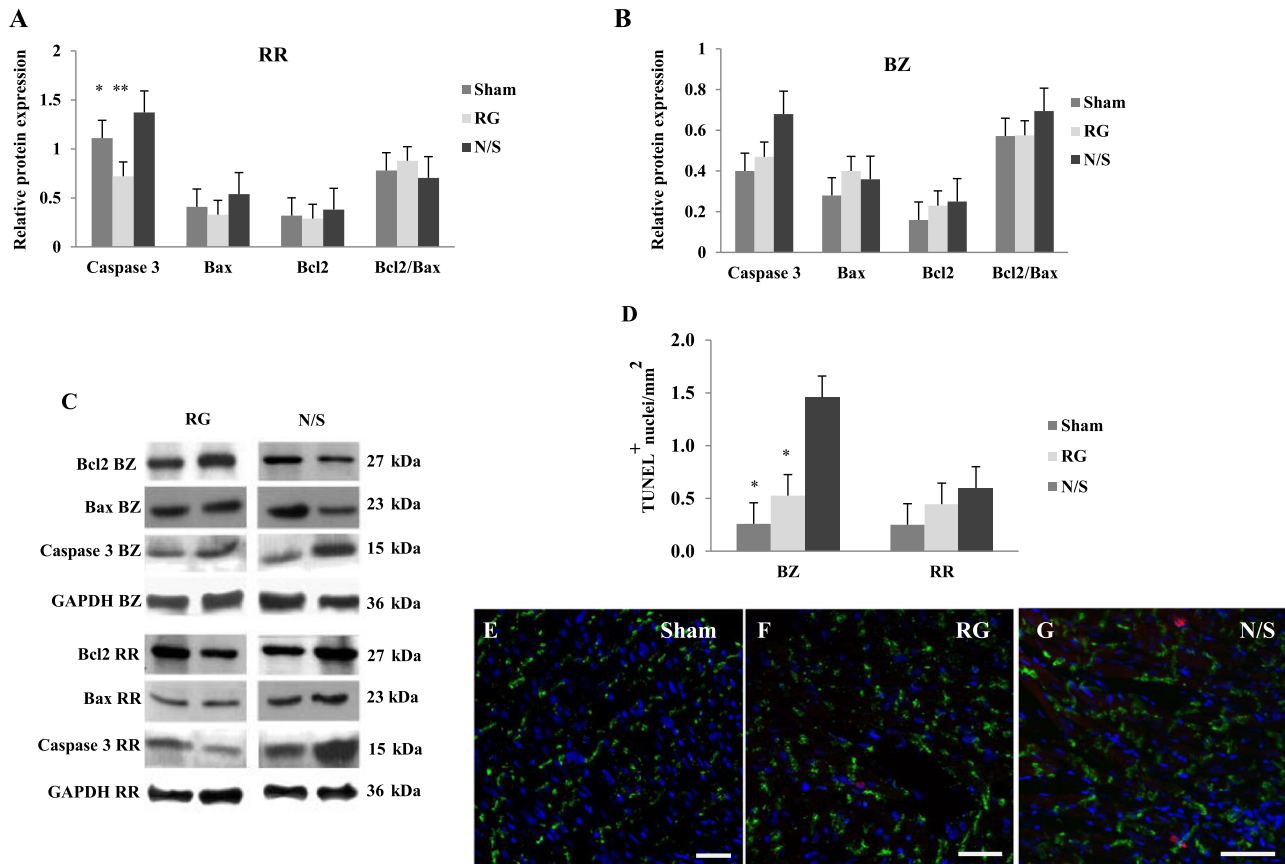 A
RR
Relative protein expression
2
1.5
1
0.5
0
* **
Caspase 3 Bax Bcl2 Bcl2/Bax
Sham
RG
N/S
B
BZ
Relative protein expression
1
0.8
0.6
0.4
0.2
0
Caspase 3 Bax Bcl2 Bcl2/Bax
Sham
RG
N/S
C
RG N/S
Bcl2 BZ 27 kDa
Bax BZ 23 kDa
Caspase 3 BZ 15 kDa
GAPDH BZ 36 kDa
Bcl2 RR 27 kDa
Bax RR 23 kDa
Caspase 3 RR 15 kDa
GAPDH RR 36 kDa
D
TUNEL+ nuclei/mm2
2.0
1.5
1.0
0.5
0.0
* *
BZ RR
Sham
RG
N/S
E Sham
F RG
G N/S